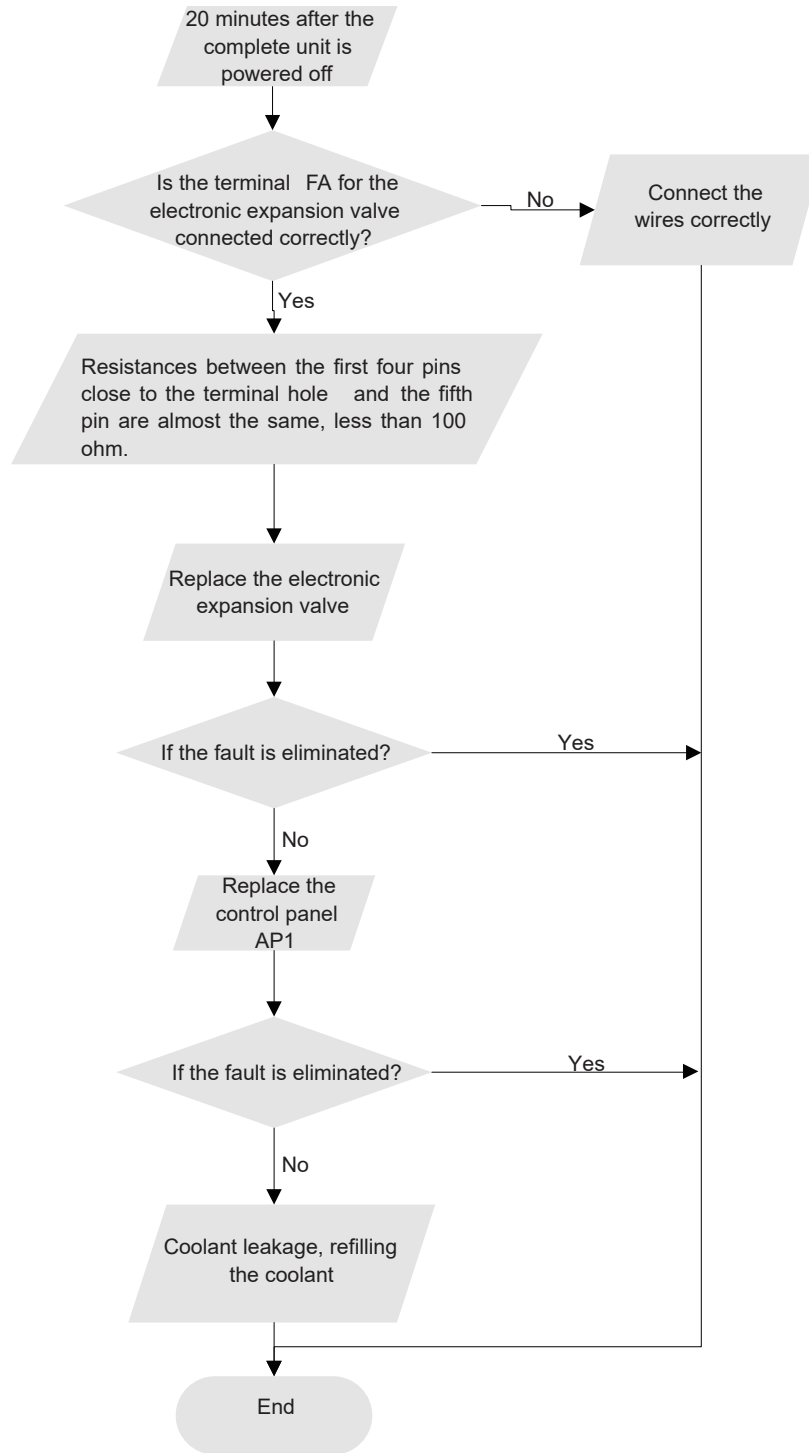 20 minutes after the
complete unit is
powered off
Is the terminal FA for the
electronic expansion valve
connected correctly?
No
Connect the
wires correctly
Yes
Resistances between the first four pins
close to the terminal hole and the fifth
pin are almost the same, less than 100
ohm.
Replace the electronic
expansion valve
If the fault is eliminated?
Yes
No
Replace the
control panel
AP1
If the fault is eliminated?
Yes
No
Coolant leakage, refilling
the coolant
End